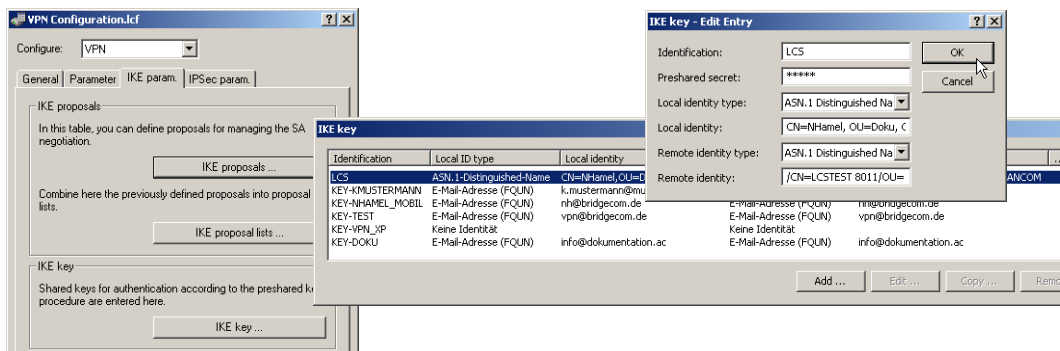 VPN Configuration.lcf
Configure: VPN
General Parameter IKE param. IPSec param.
IKE proposals
In this table, you can define proposals for managing the SA
negotiation.
IKE proposals ...
Combine here the previously defined proposals into proposal
lists.
IKE proposal lists ...
IKE key
Shared keys for authentication according to the preshared
procedure are entered here.
IKE key ...
IKE key
Identification Local ID type Local identity
LCS ASN.1-Distinguished-Name CN=NHamel,OU=D ANCOM
KEY-KMUSTERMANN E-Mail-Adresse (FQUN) k.mustermann@mu
KEY-NHAMEL_MOBIL E-Mail-Adresse (FQUN) nh@bridgecom.de E-Mail-Adresse (FQUN) nh@bridgecom.de
KEY-TEST E-Mail-Adresse (FQUN) vpn@bridgecom.de E-Mail-Adresse (FQUN) vpn@bridgecom.de
KEY-VPN_XP Keine Identität Keine Identität
KEY-DOKU E-Mail-Adresse (FQUN) info@dokumentation.ac E-Mail-Adresse (FQUN) info@dokumentation.ac
Add ... Edit ... Copy ... Remo
IKE key - Edit Entry
Identification: LCS
OK
Preshared secret: *****
Cancel
Local identity type: ASN.1 Distinguished Na
Local identity: CN=NHamel, OU=Doku, C
Remote identity type: ASN.1 Distinguished Na
Remote identity: /CN=LCSTEST 8011/OU=